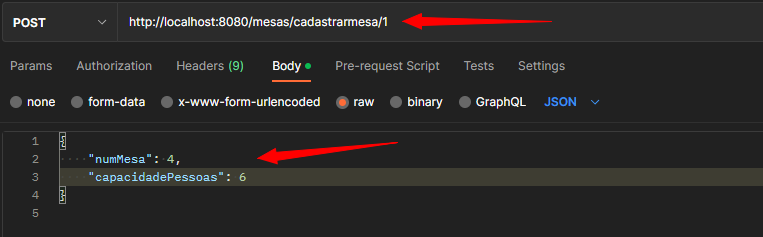 POST http://localhost:8080/mesas/cadastrarmesa/1
Params Authorization Headers (9) Body Pre-request Script Tests Settings
none form-data x-www-form-urlencoded raw binary GraphQL JSON
1 {
2 "numMesa": 4,
3 "capacidadePessoas": 6
4 }
5